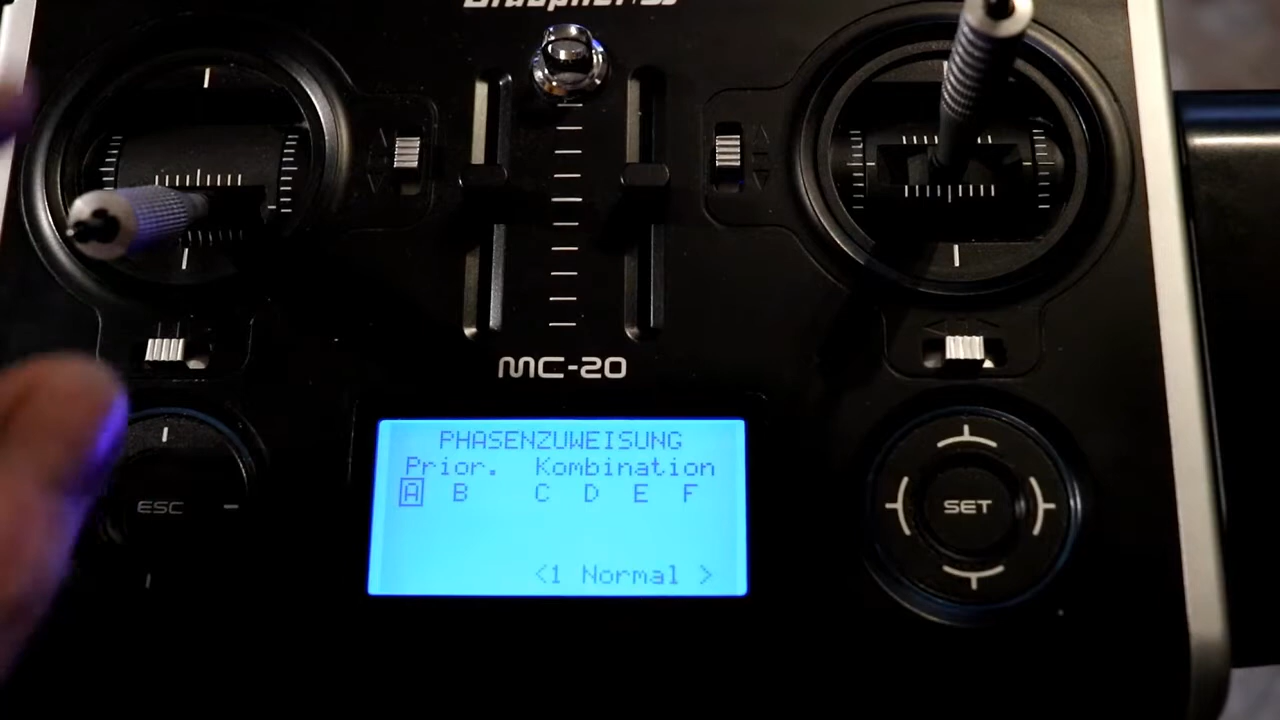 MC-20
PHASENZUWEISUNG
Prior. Kombination
A B C D E F
<1 Normal >
ESC
SET